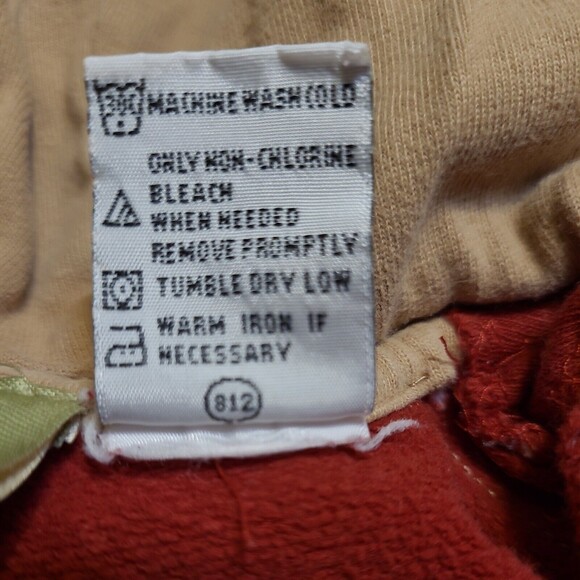 30C MACHINE WASH COLD
ONLY NON-CHLORINE
BLEACH
WHEN NEEDED
REMOVE PROMPTLY
TUMBLE DRY LOW
WARM IRON IF
NECESSARY
812